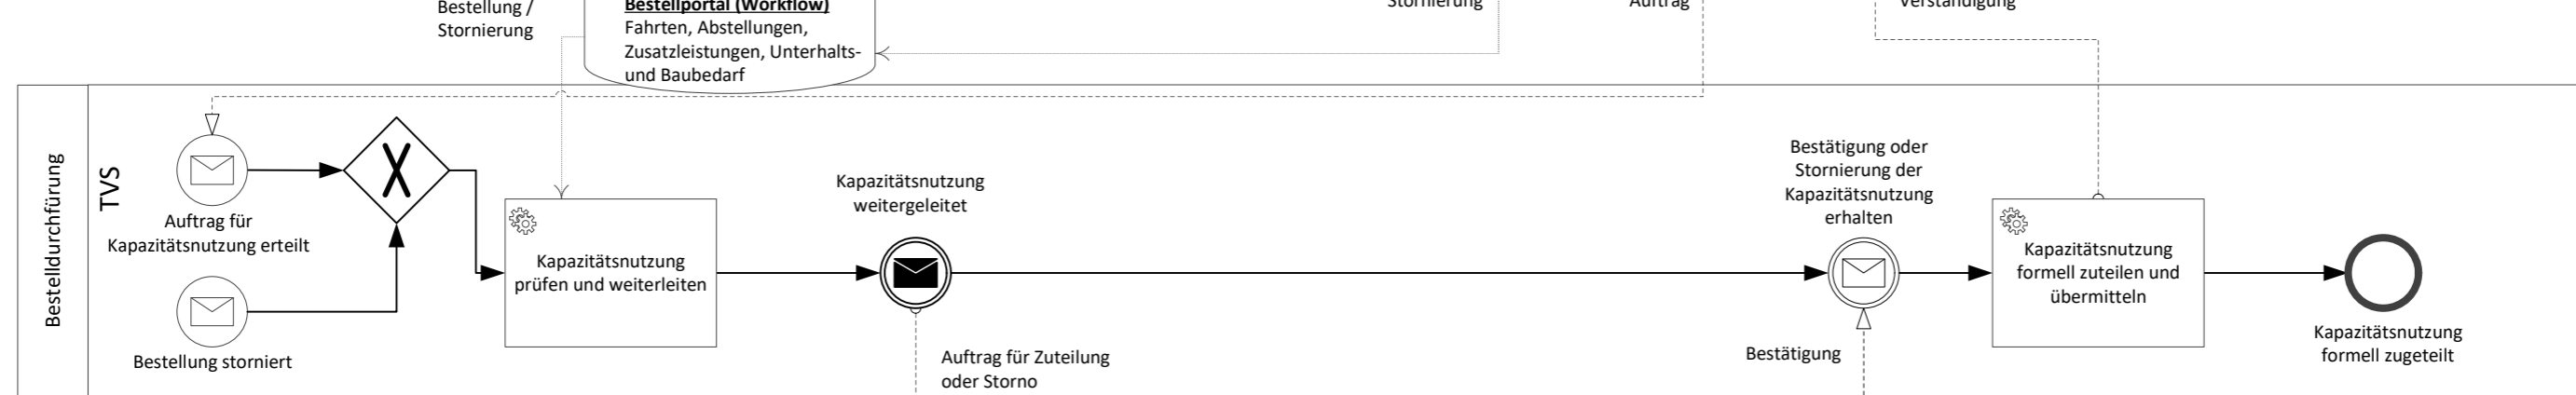 Bestellung /
Stornierung
Bestellportal (Workflow)
Fahrten, Abstellungen,
Zusatzleistungen, Unterhalts-
und Baubedarf
Stornierung
Auftrag
Verständigung
Bestelldurchfürung
TVS
Auftrag für
Kapazitätsnutzung erteilt
Bestellung storniert
X
Kapazitätsnutzung
prüfen und weiterleiten
Kapazitätsnutzung
weitergeleitet
Auftrag für Zuteilung
oder Storno
Bestätigung oder
Stornierung der
Kapazitätsnutzung
erhalten
Bestätigung
Kapazitätsnutzung
formell zuteilen und
übermitteln
Kapazitätsnutzung
formell zugeteilt